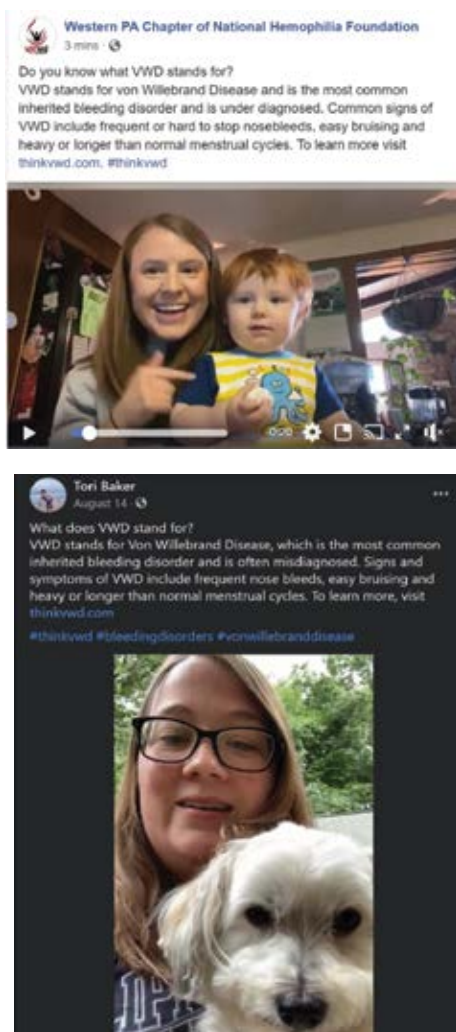 Western PA Chapter of National Hemophilia Foundation
3 mins ·
Do you know what VWD stands for?
VWD stands for von Willebrand Disease and is the most common
inherited bleeding disorder and is under diagnosed. Common signs of
VWD include frequent or hard to stop nosebleeds, easy bruising and
heavy or longer than normal menstrual cycles. To learn more visit
thinkvwd.com. #thinkvwd
-0:20
Tori Baker
August 14 ·
What does VWD stand for?
VWD stands for Von Willebrand Disease, which is the most common
inherited bleeding disorder and is often misdiagnosed. Signs and
symptoms of VWD include frequent nose bleeds, easy bruising and
heavy or longer than normal menstrual cycles. To learn more, visit
thinkvwd.com
#thinkvwd #bleedingdisorders #vonwillebranddisease